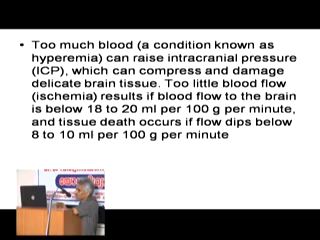 • Too much blood (a condition known as
hyperemia) can raise intracranial pressure
(ICP), which can compress and damage
delicate brain tissue. Too little blood flow
(ischemia) results if blood flow to the brain
is below 18 to 20 ml per 100 g per minute,
and tissue death occurs if flow dips below
8 to 10 ml per 100 g per minute